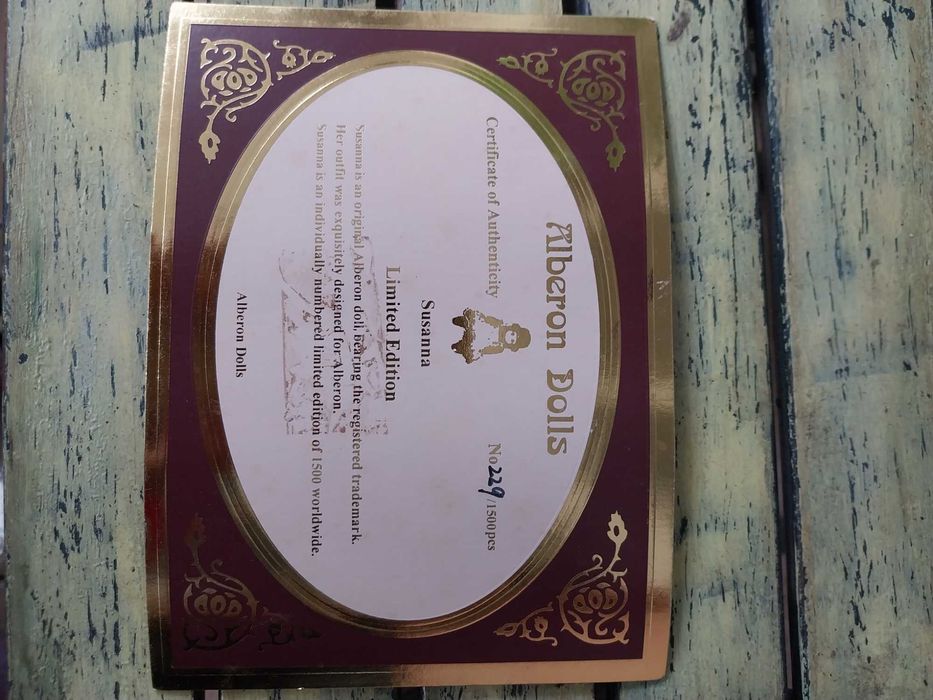 Alberon Dolls
Certificate of Authenticity No 229/1500pcs
Susanna
Limited Edition
Susanna is an original Alberon doll, bearing the registered trademark.
Her outfit was exquisitely designed for Alberon.
Susanna is an individually numbered limited edition of 1500 worldwide.
Alberon Dolls